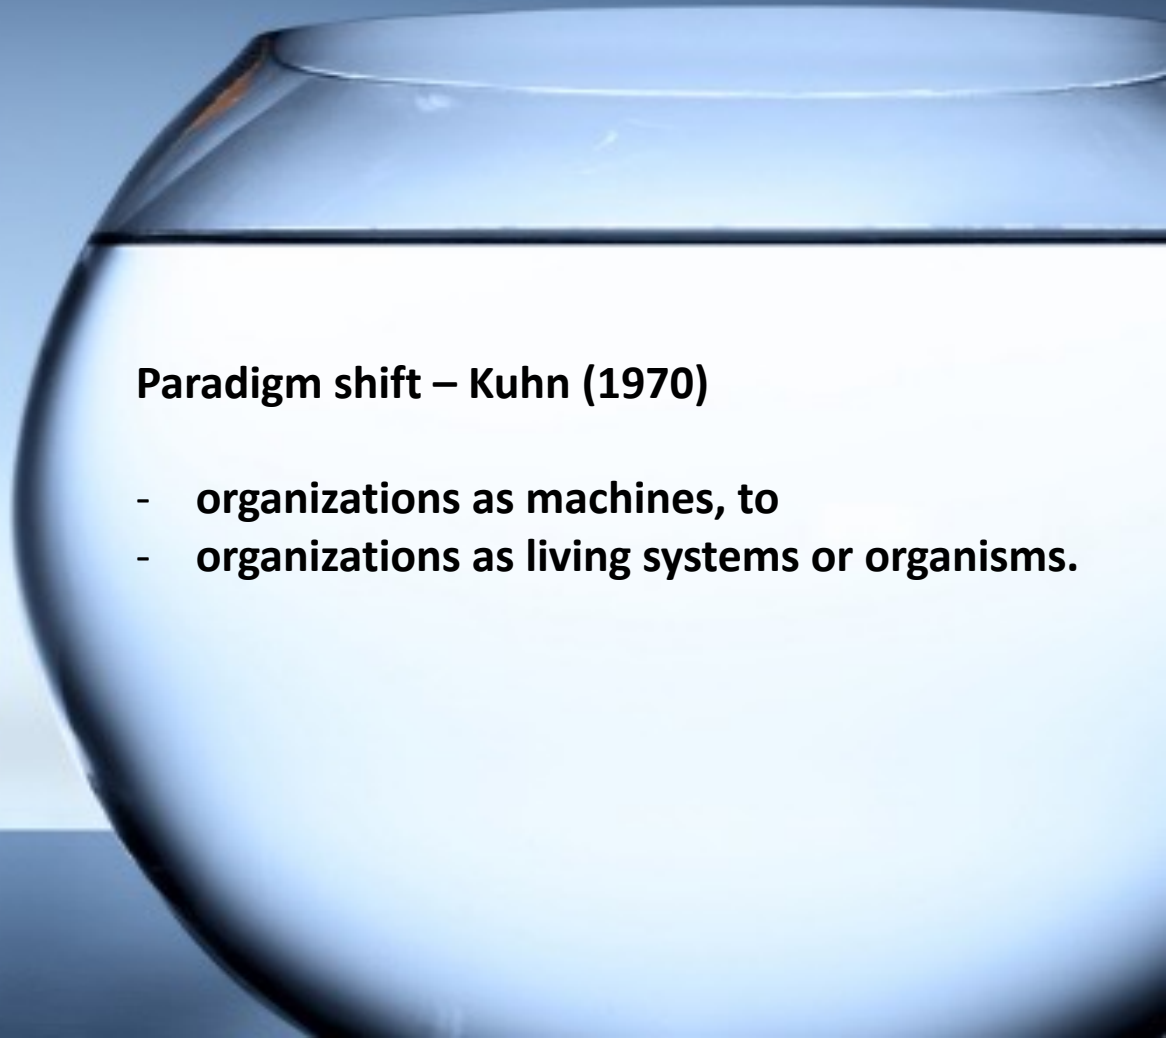 Paradigm shift – Kuhn (1970)
- organizations as machines, to
- organizations as living systems or organisms.